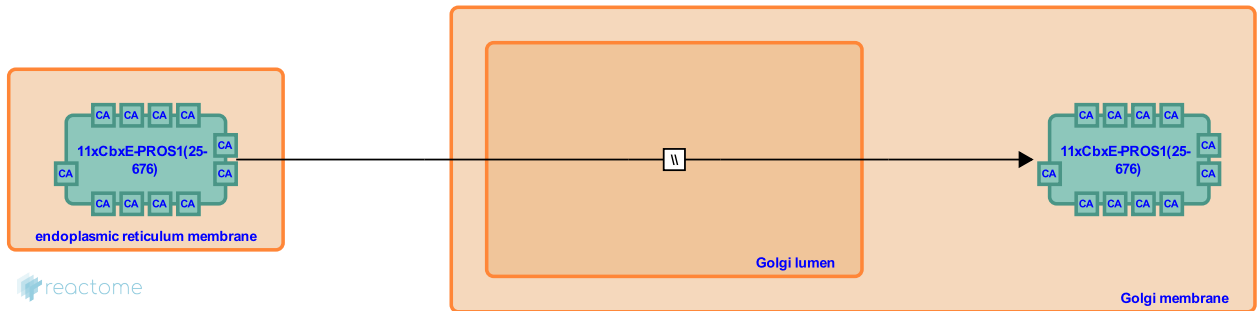 CA CA CA CA
CA
11xCbxE-PROS1(25-
676)
CA
CA
CA CA CA CA
endoplasmic reticulum membrane
reactome
\\
Golgi lumen
CA CA CA CA
CA
11xCbxE-PROS1(25-
676)
CA
CA
CA CA CA CA
Golgi membrane